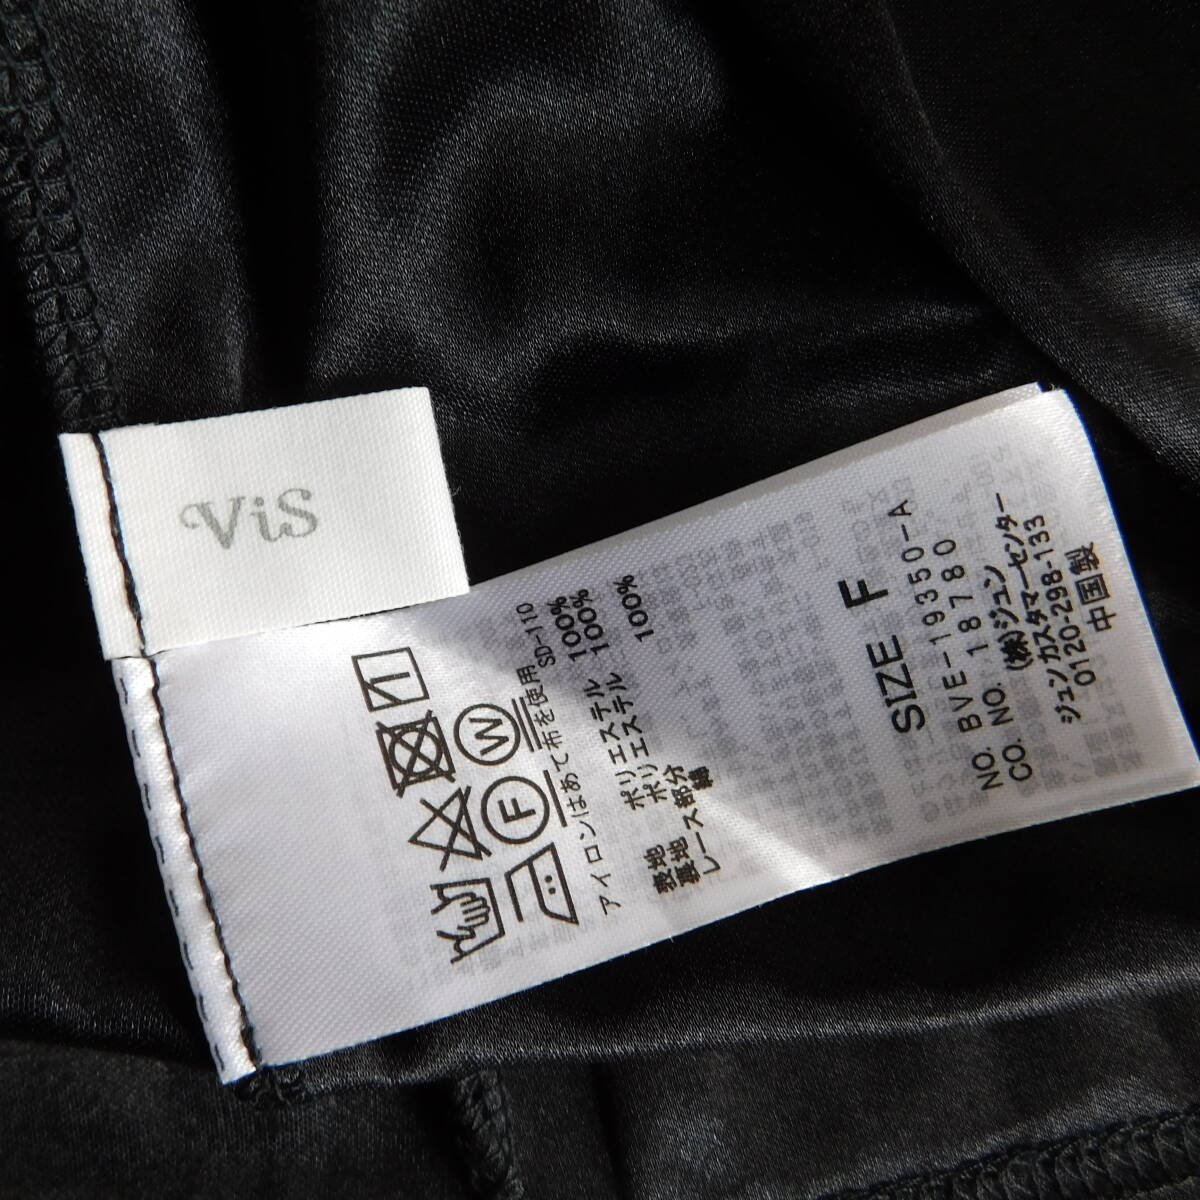 ViS
W
F
アイロンはあて布を使用 SD-110
表地 ポリエステル 100%
裏地 ポリエステル 100%
レース部分 綿 100%
SIZE F
NO. BVE-19350-A
CO. NO. 18780
(株)ジュン
ジュンカスタマーセンター
0120-298-133
中国製